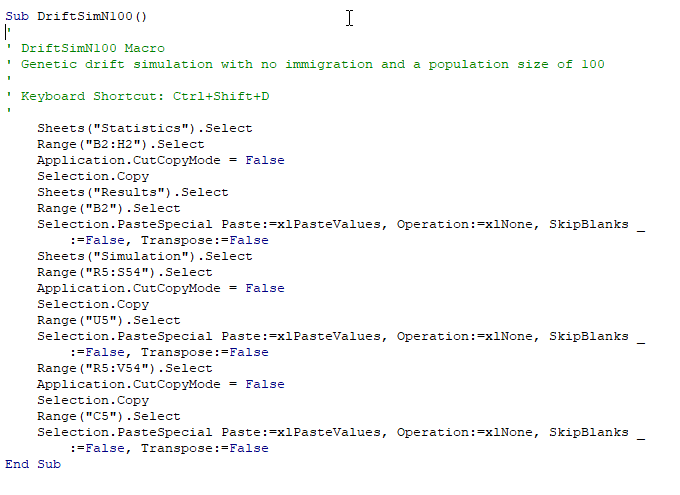 Sub DriftSimN100()
'
' DriftSimN100 Macro
' Genetic drift simulation with no immigration and a population size of 100
'
' Keyboard Shortcut: Ctrl+Shift+D
'
    Sheets("Statistics").Select
    Range("B2:H2").Select
    Application.CutCopyMode = False
    Selection.Copy
    Sheets("Results").Select
    Range("B2").Select
    Selection.PasteSpecial Paste:=xlPasteValues, Operation:=xlNone, SkipBlanks _
        :=False, Transpose:=False
    Sheets("Simulation").Select
    Range("R5:S54").Select
    Application.CutCopyMode = False
    Selection.Copy
    Range("U5").Select
    Selection.PasteSpecial Paste:=xlPasteValues, Operation:=xlNone, SkipBlanks _
        :=False, Transpose:=False
    Range("R5:V54").Select
    Application.CutCopyMode = False
    Selection.Copy
    Range("C5").Select
    Selection.PasteSpecial Paste:=xlPasteValues, Operation:=xlNone, SkipBlanks _
        :=False, Transpose:=False
End Sub